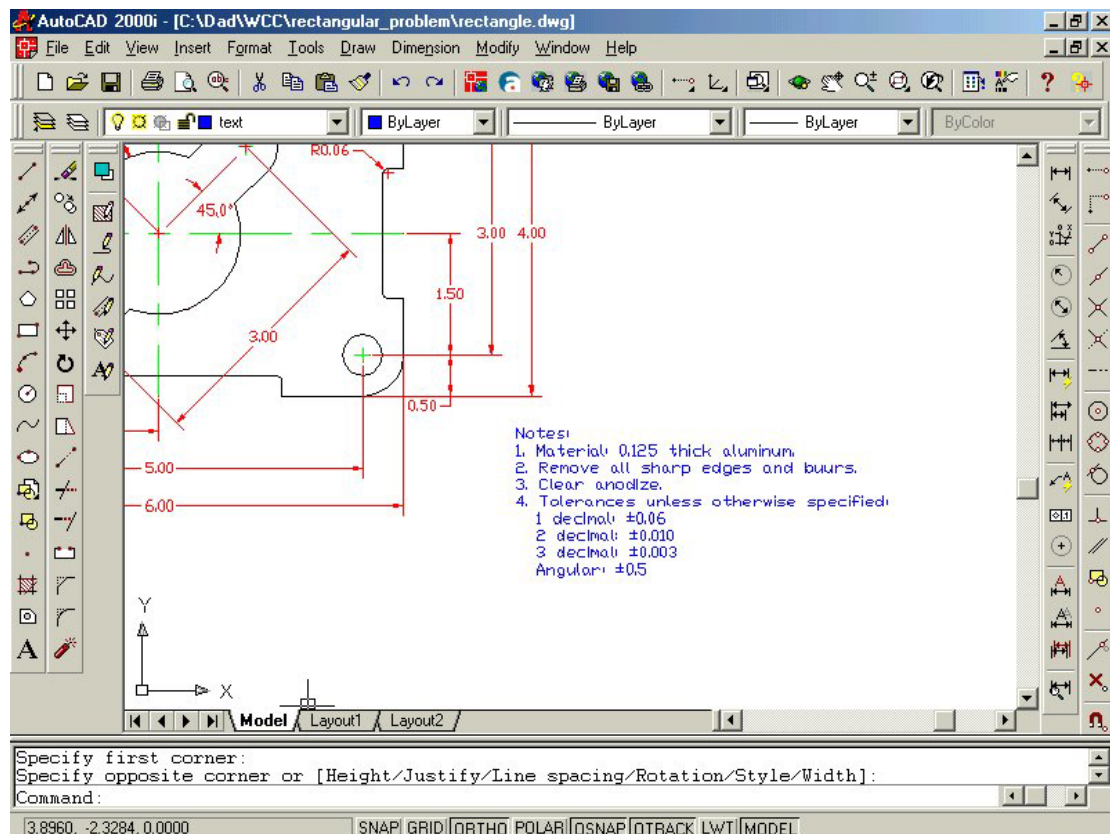 AutoCAD 2000i - [C:\Dad\WCC\rectangular_problem\rectangle.dwg]
File Edit View Insert Format Tools Draw Dimension Modify Window Help
text ByLayer ByLayer ByLayer ByColor
R0.06
45.0°
3.00 4.00
1.50
3.00
0.50
5.00
6.00
Notes:
1. Material: 0.125 thick aluminum.
2. Remove all sharp edges and buurs.
3. Clear anodize.
4. Tolerances unless otherwise specified:
1 decimal: ±0.06
2 decimal: ±0.010
3 decimal: ±0.003
Angular: ±0.5
Y
X
Model Layout1 Layout2
Specify first corner:
Specify opposite corner or [Height/Justify/Line spacing/Rotation/Style/Width]:
Command:
3.8960, -2.3284, 0.0000 SNAP GRID ORTHO POLAR OSNAP OTRACK LWT MODEL